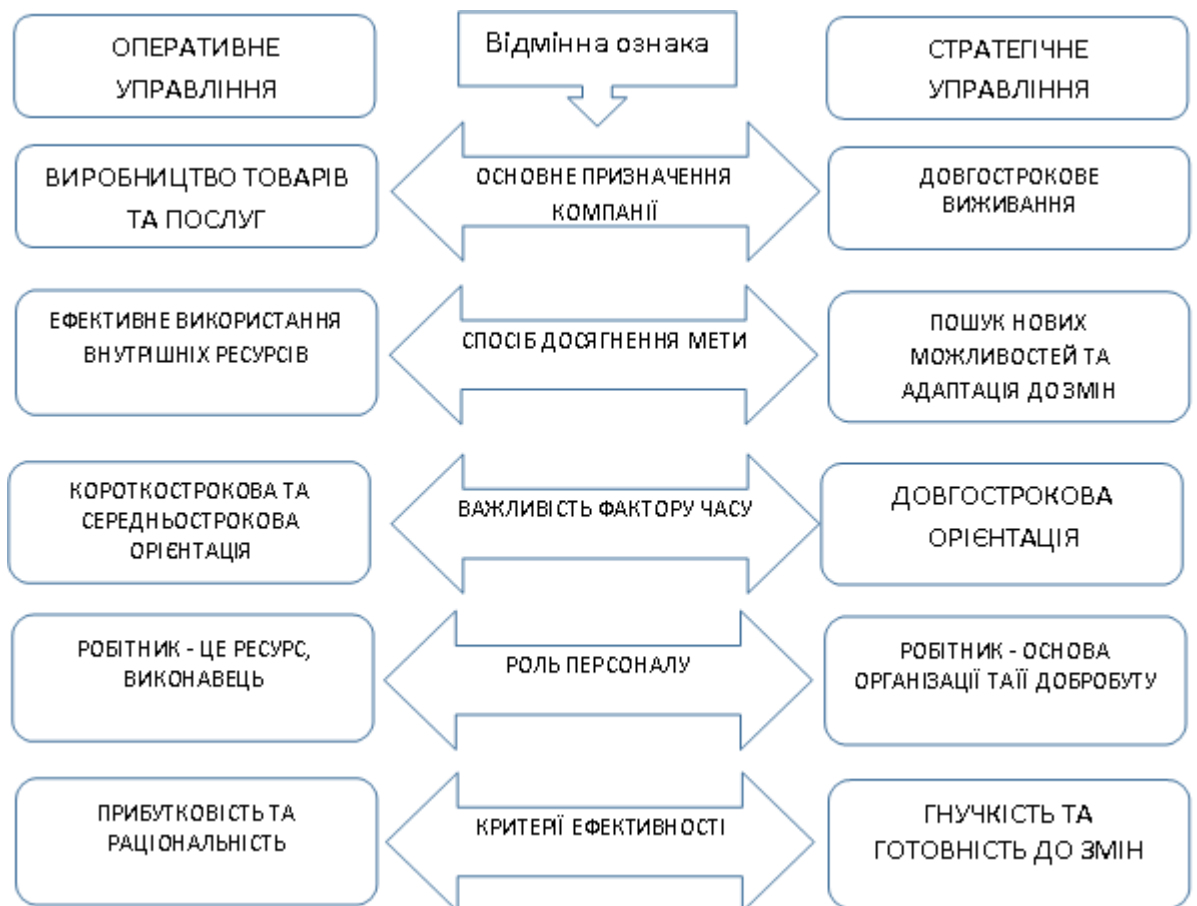 ОПЕРАТИВНЕ
УПРАВЛІННЯ
Відмінна ознака
СТРАТЕГІЧНЕ
УПРАВЛІННЯ
ВИРОБНИЦТВО ТОВАРІВ
ТА ПОСЛУГ
ОСНОВНЕ ПРИЗНАЧЕННЯ
КОМПАНІЇ
ДОВГОСТРОКОВЕ
ВИЖИВАННЯ
ЕФЕКТИВНЕ ВИКОРИСТАННЯ
ВНУТРІШНІХ РЕСУРСІВ
СПОСІБ ДОСЯГНЕННЯ МЕТИ
ПОШУК НОВИХ
МОЖЛИВОСТЕЙ ТА
АДАПТАЦІЯ ДО ЗМІН
КОРОТКОСТРОКОВА ТА
СЕРЕДНЬОСТРОКОВА
ОРІЄНТАЦІЯ
ВАЖЛИВІСТЬ ФАКТОРУ ЧАСУ
ДОВГОСТРОКОВА
ОРІЄНТАЦІЯ
РОБІТНИК - ЦЕ РЕСУРС,
ВИКОНАВЕЦЬ
РОЛЬ ПЕРСОНАЛУ
РОБІТНИК - ОСНОВА
ОРГАНІЗАЦІЇ ТА ЇЇ ДОБРОБУТУ
ПРИБУТКОВІСТЬ ТА
РАЦІОНАЛЬНІСТЬ
КРИТЕРІЇ ЕФЕКТИВНОСТІ
ГНУЧКІСТЬ ТА
ГОТОВНІСТЬ ДО ЗМІН